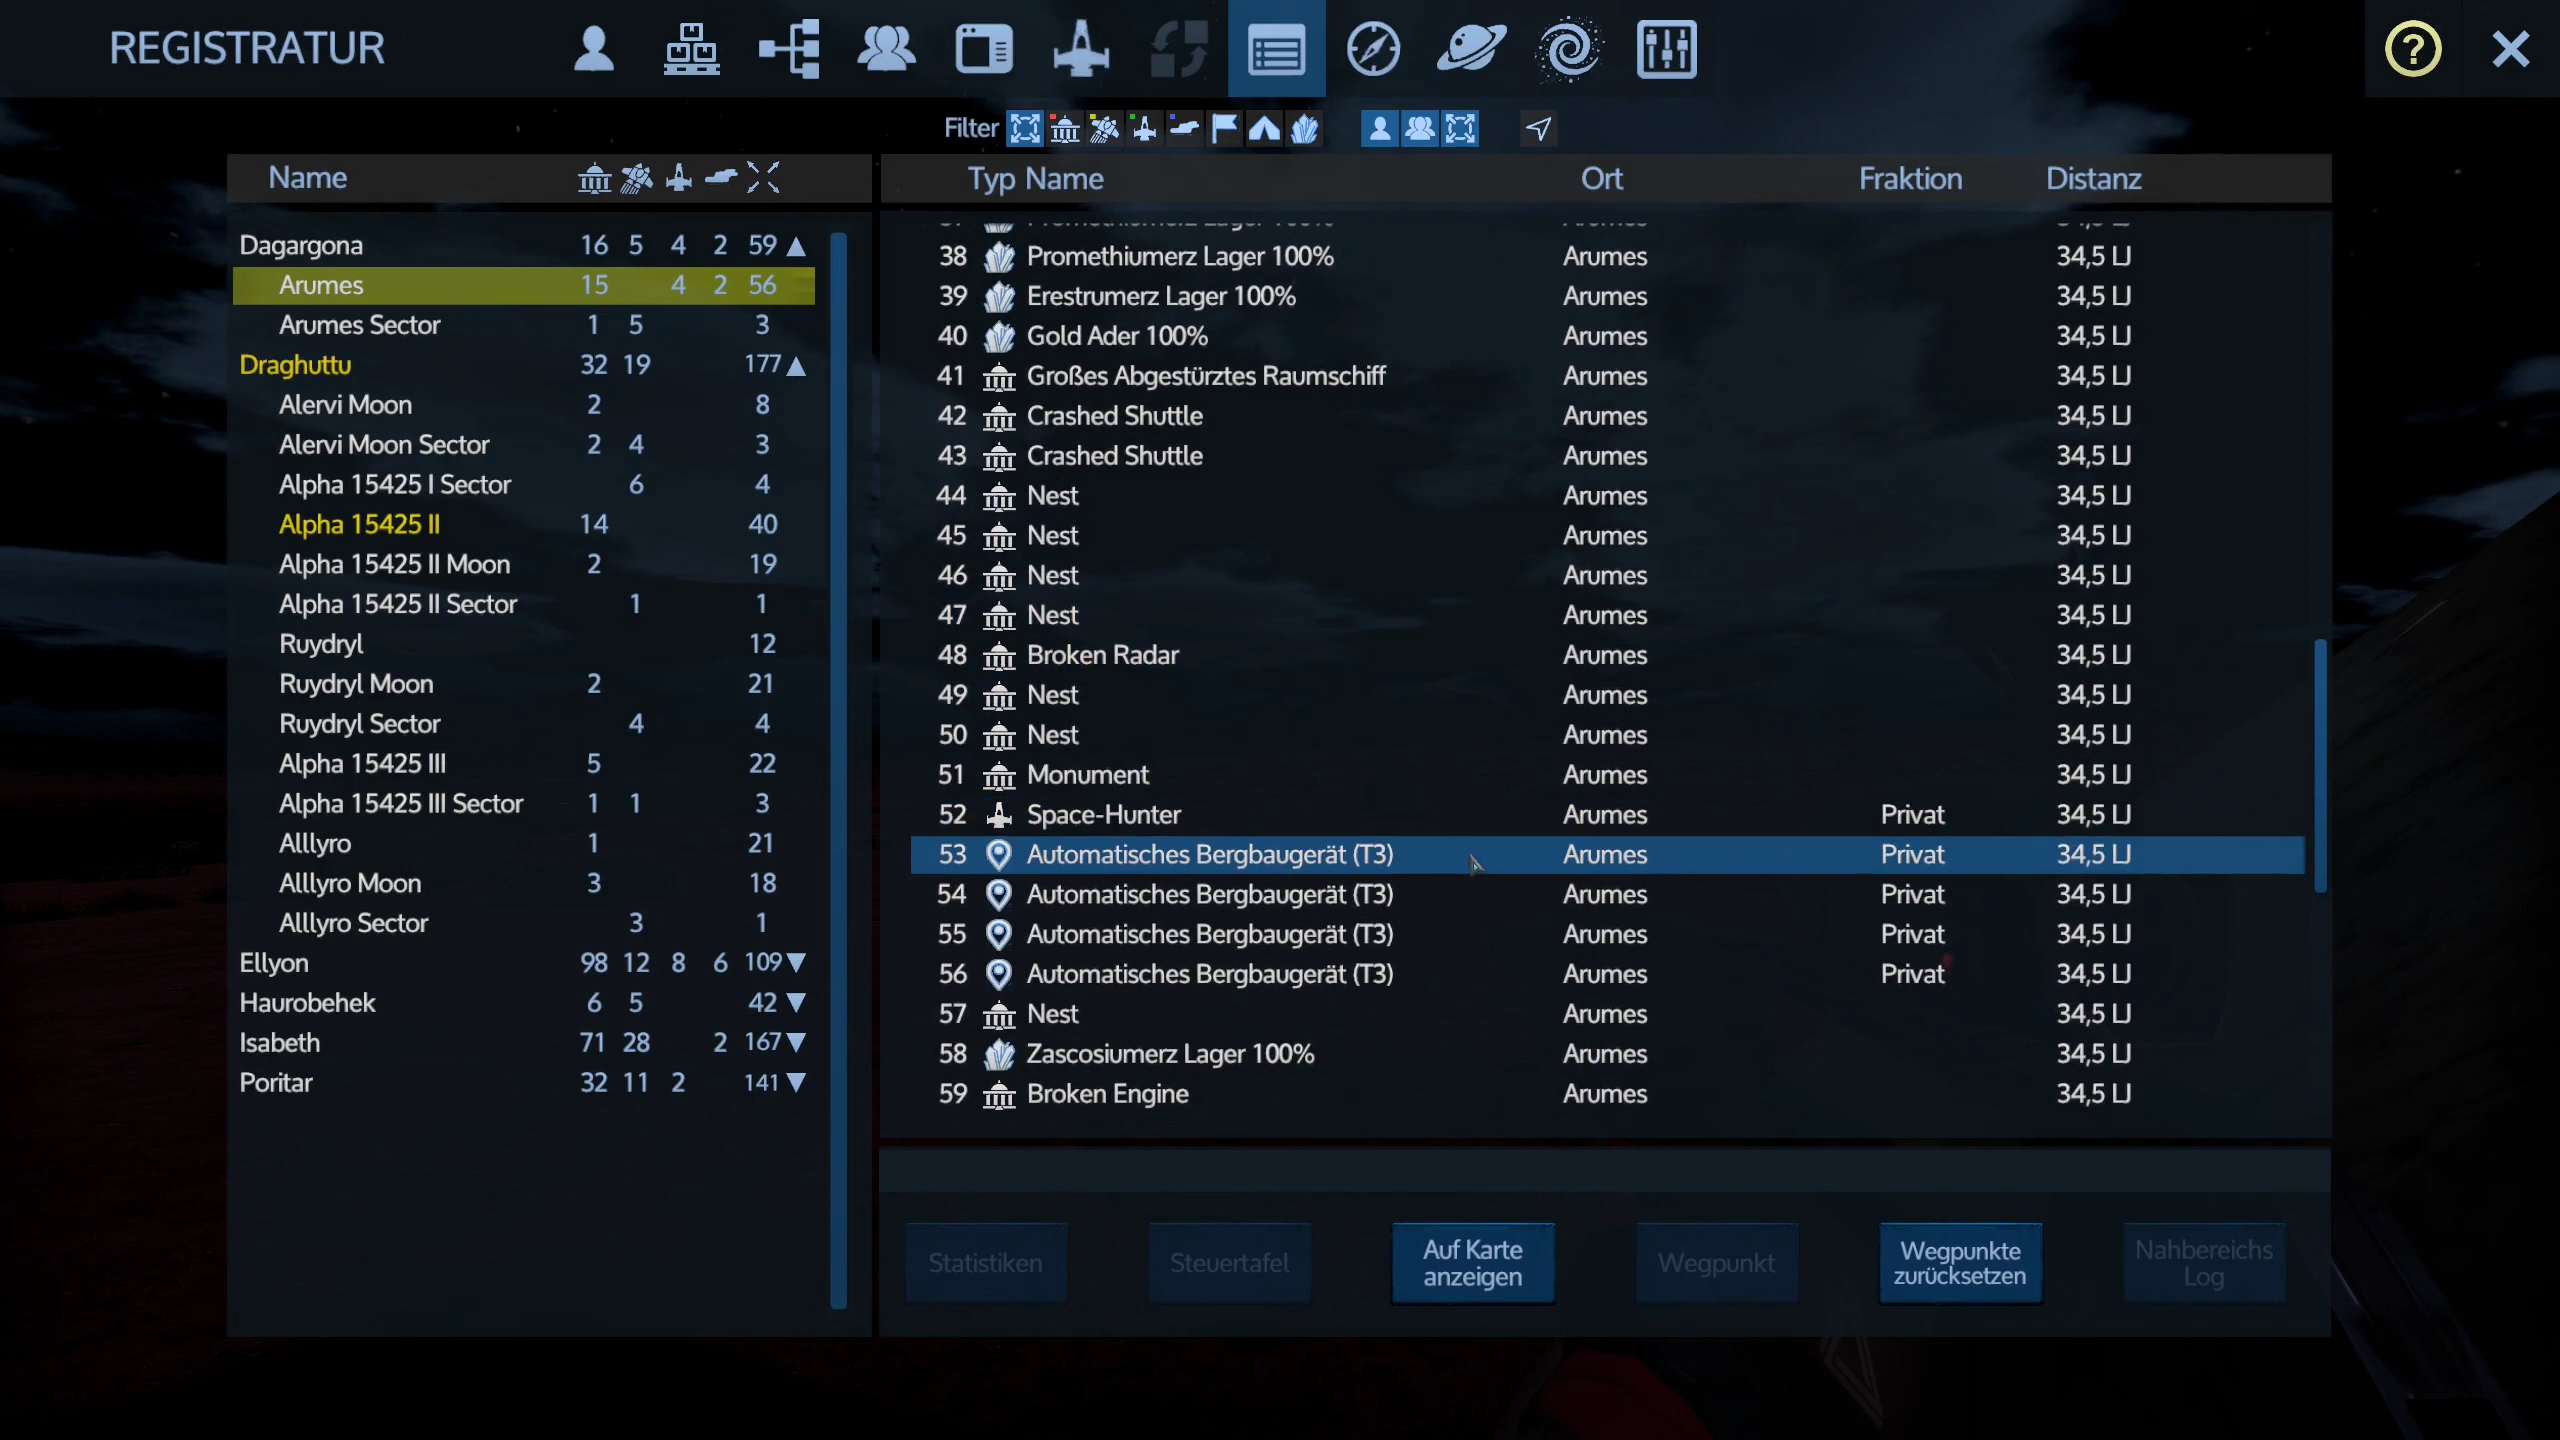 REGISTRATUR
?
Filter
Name
Dagargona 16 5 4 2 59
Arumes 15 4 2 56
Arumes Sector 1 5 3
Draghuttu 32 19 177
Alervi Moon 2 8
Alervi Moon Sector 2 4 3
Alpha 15425 I Sector 6 4
Alpha 15425 II 14 40
Alpha 15425 II Moon 2 19
Alpha 15425 II Sector 1 1
Ruydryl 12
Ruydryl Moon 2 21
Ruydryl Sector 4 4
Alpha 15425 III 5 22
Alpha 15425 III Sector 1 1 3
Alllyro 1 21
Alllyro Moon 3 18
Alllyro Sector 3 1
Ellyon 98 12 8 6 109
Haurobehek 6 5 42
Isabeth 71 28 2 167
Poritar 32 11 2 141
Typ Name Ort Fraktion Distanz
38 Promethiumerz Lager 100% Arumes 34,5 LJ
39 Erestrumerz Lager 100% Arumes 34,5 LJ
40 Gold Ader 100% Arumes 34,5 LJ
41 Großes Abgestürztes Raumschiff Arumes 34,5 LJ
42 Crashed Shuttle Arumes 34,5 LJ
43 Crashed Shuttle Arumes 34,5 LJ
44 Nest Arumes 34,5 LJ
45 Nest Arumes 34,5 LJ
46 Nest Arumes 34,5 LJ
47 Nest Arumes 34,5 LJ
48 Broken Radar Arumes 34,5 LJ
49 Nest Arumes 34,5 LJ
50 Nest Arumes 34,5 LJ
51 Monument Arumes 34,5 LJ
52 Space-Hunter Arumes Privat 34,5 LJ
53 Automatisches Bergbaugerät (T3) Arumes Privat 34,5 LJ
54 Automatisches Bergbaugerät (T3) Arumes Privat 34,5 LJ
55 Automatisches Bergbaugerät (T3) Arumes Privat 34,5 LJ
56 Automatisches Bergbaugerät (T3) Arumes Privat 34,5 LJ
57 Nest Arumes 34,5 LJ
58 Zascosiumerz Lager 100% Arumes 34,5 LJ
59 Broken Engine Arumes 34,5 LJ
Statistiken
Steuertafel
Auf Karte
anzeigen
Wegpunkt
Wegpunkte
zurücksetzen
Nahbereichs
Log